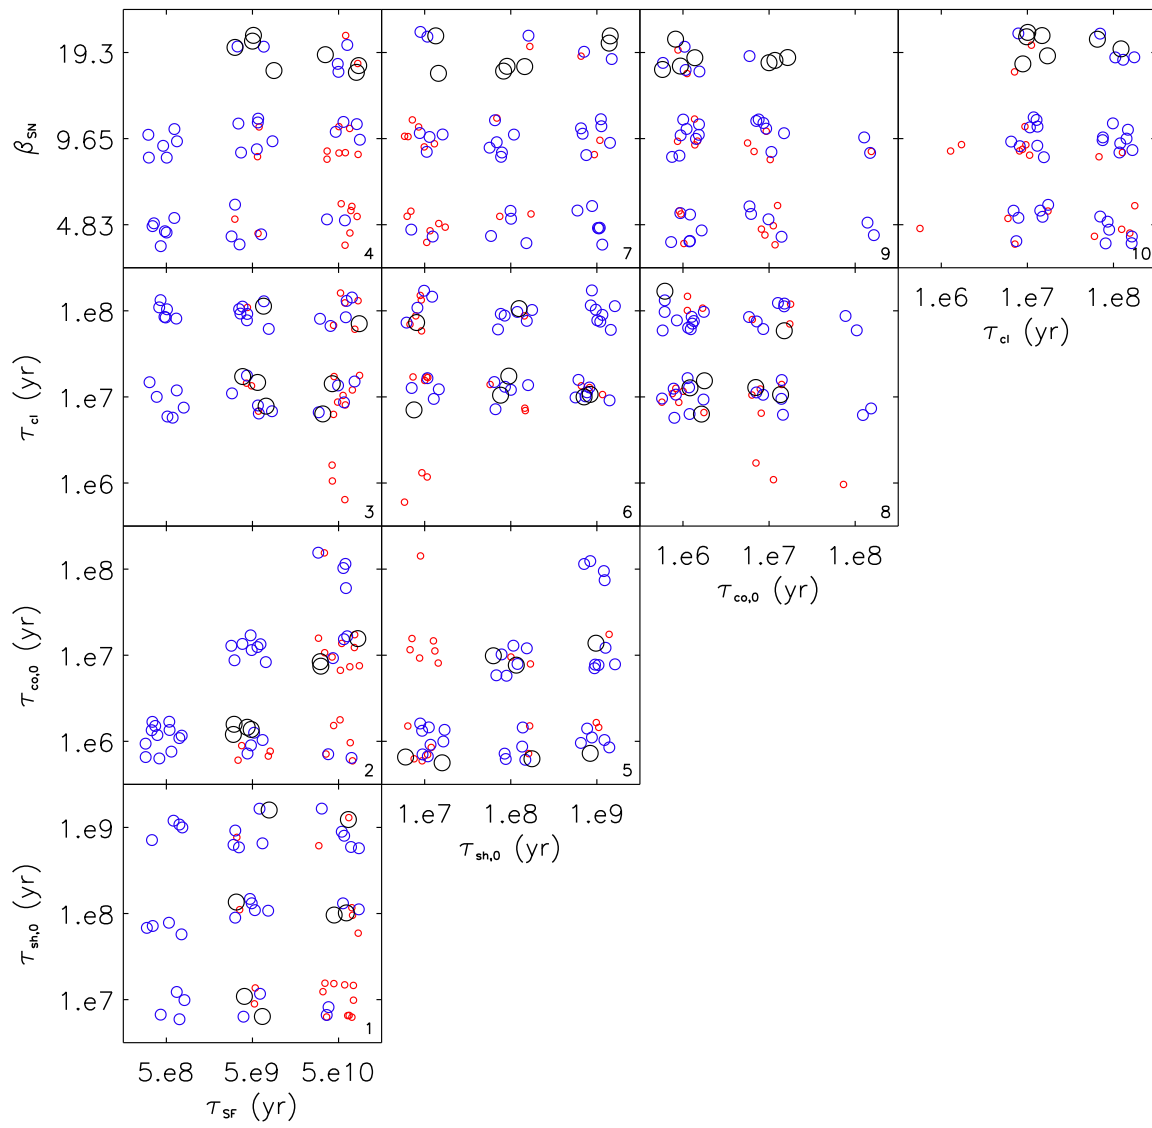 19.3
9.65
4.83
β_SN
4
7
9
10
1.e6 1.e7 1.e8
τ_cl (yr)
1.e8
1.e7
1.e6
τ_cl (yr)
3
6
8
1.e6 1.e7 1.e8
τ_co,0 (yr)
1.e8
1.e7
1.e6
τ_co,0 (yr)
2
5
1.e7 1.e8 1.e9
τ_sh,0 (yr)
1.e9
1.e8
1.e7
τ_sh,0 (yr)
1
5.e8 5.e9 5.e10
τ_SF (yr)